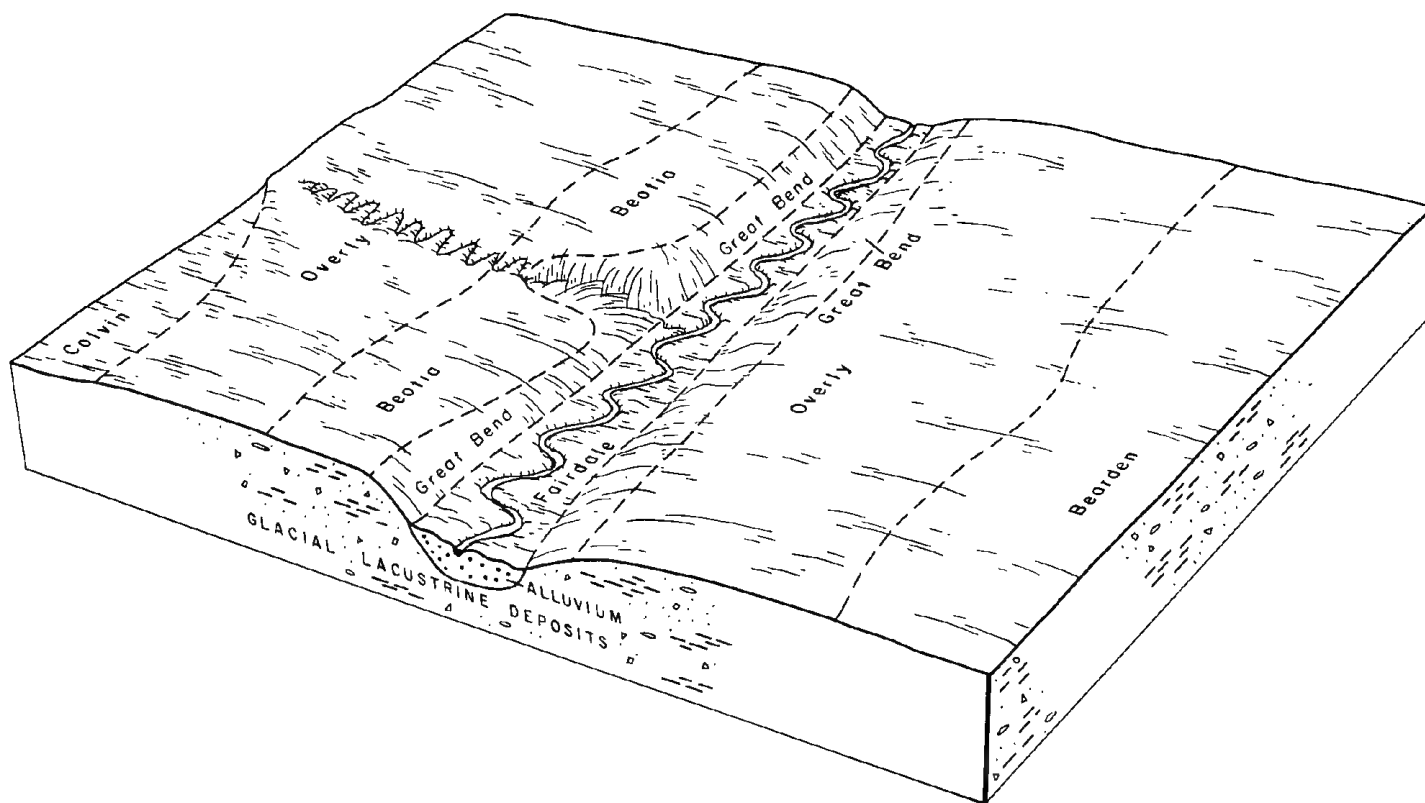 Beotia
Great Bend
Overly
Great Bend
Colvin
Beotia
Overly
Great Bend
Fairdale
Bearden
GLACIAL LACUSTRINE DEPOSITS
ALLUVIUM